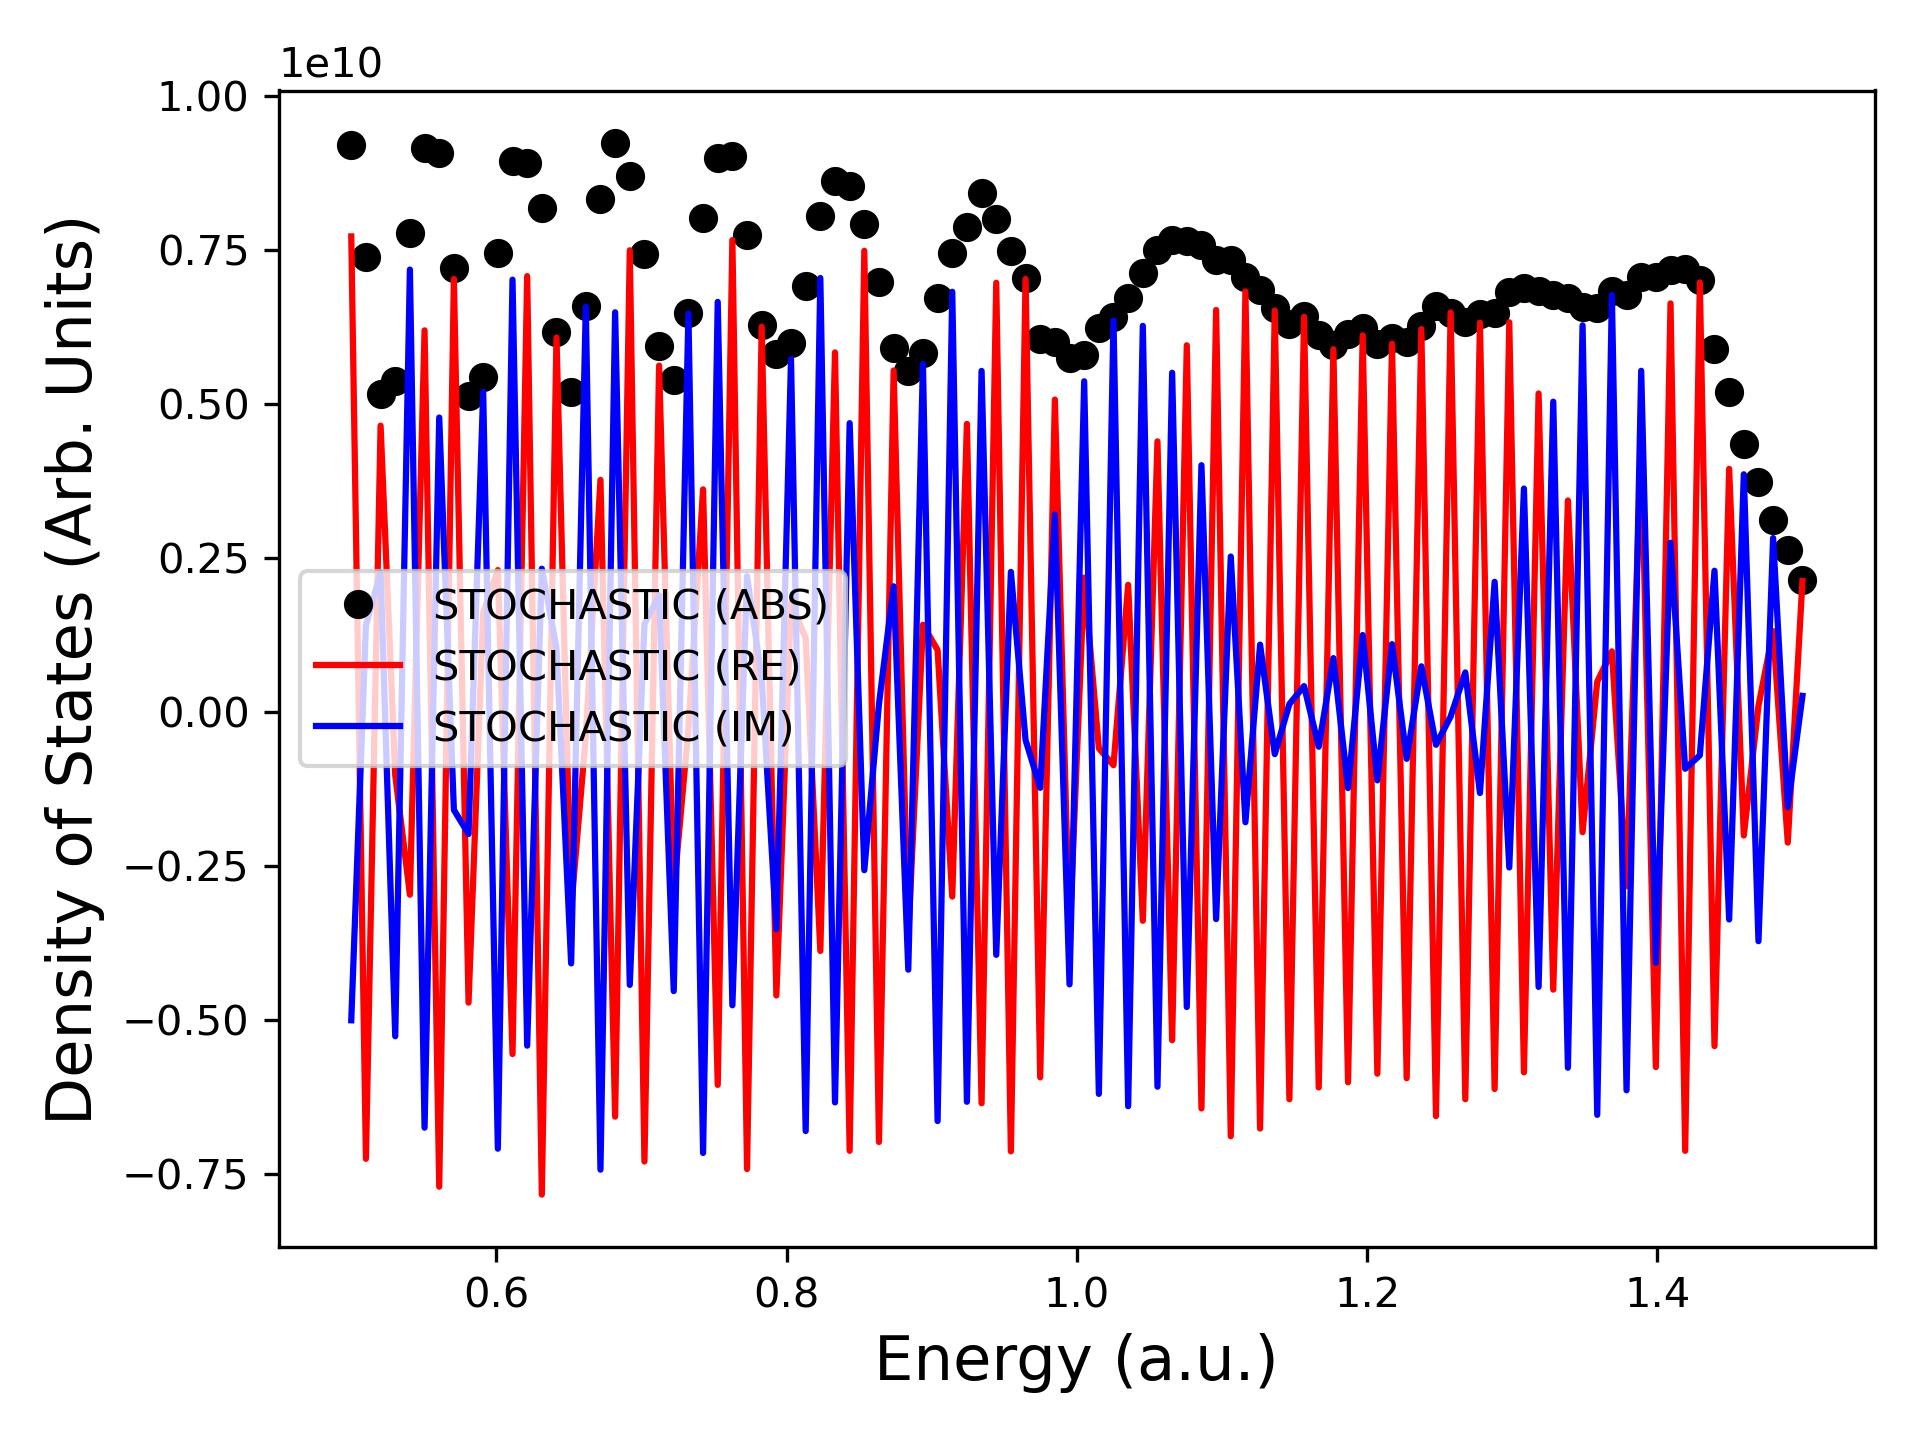 1e10
1.00
0.75
0.50
0.25
0.00
−0.25
−0.50
−0.75
Density of States (Arb. Units)
STOCHASTIC (ABS)
STOCHASTIC (RE)
STOCHASTIC (IM)
0.6 0.8 1.0 1.2 1.4
Energy (a.u.)